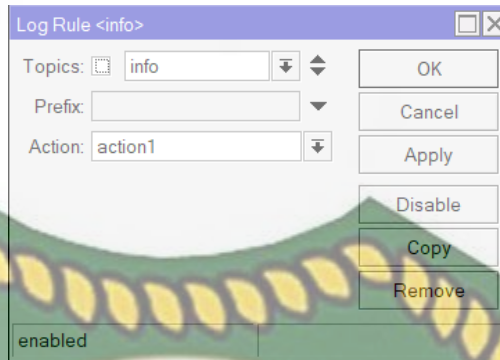 Log Rule <info>
Topics: info
OK
Prefix:
Cancel
Action: action1
Apply
Disable
Copy
Remove
enabled